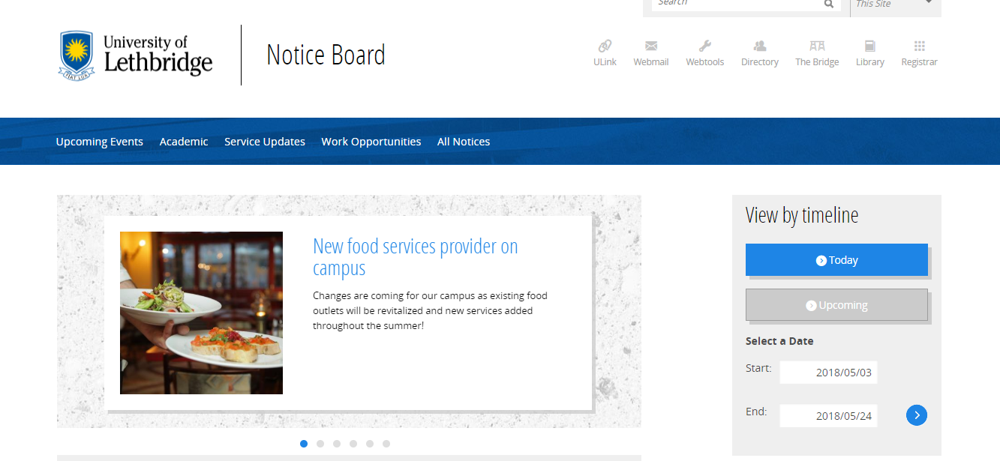 Search
This Site
University of
Lethbridge
FIAT LUX
Notice Board
ULink
Webmail
Webtools
Directory
The Bridge
Library
Registrar
Upcoming Events
Academic
Service Updates
Work Opportunities
All Notices
New food services provider on
campus
Changes are coming for our campus as existing food
outlets will be revitalized and new services added
throughout the summer!
View by timeline
Today
Upcoming
Select a Date
Start: 2018/05/03
End: 2018/05/24